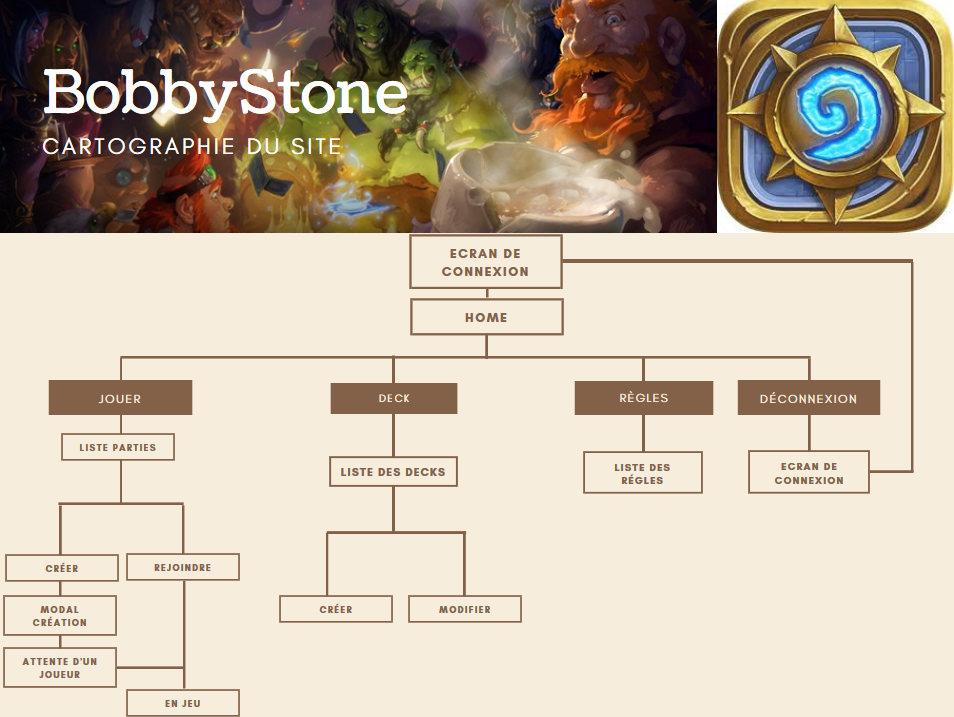 BobbyStone
CARTOGRAPHIE DU SITE
ECRAN DE
CONNEXION
HOME
JOUER
DECK
RÈGLES
DÉCONNEXION
LISTE PARTIES
LISTE DES DECKS
LISTE DES
RÉGLES
ECRAN DE
CONNEXION
CRÉER
REJOINDRE
MODAL
CRÉATION
CRÉER
MODIFIER
ATTENTE D'UN
JOUEUR
EN JEU